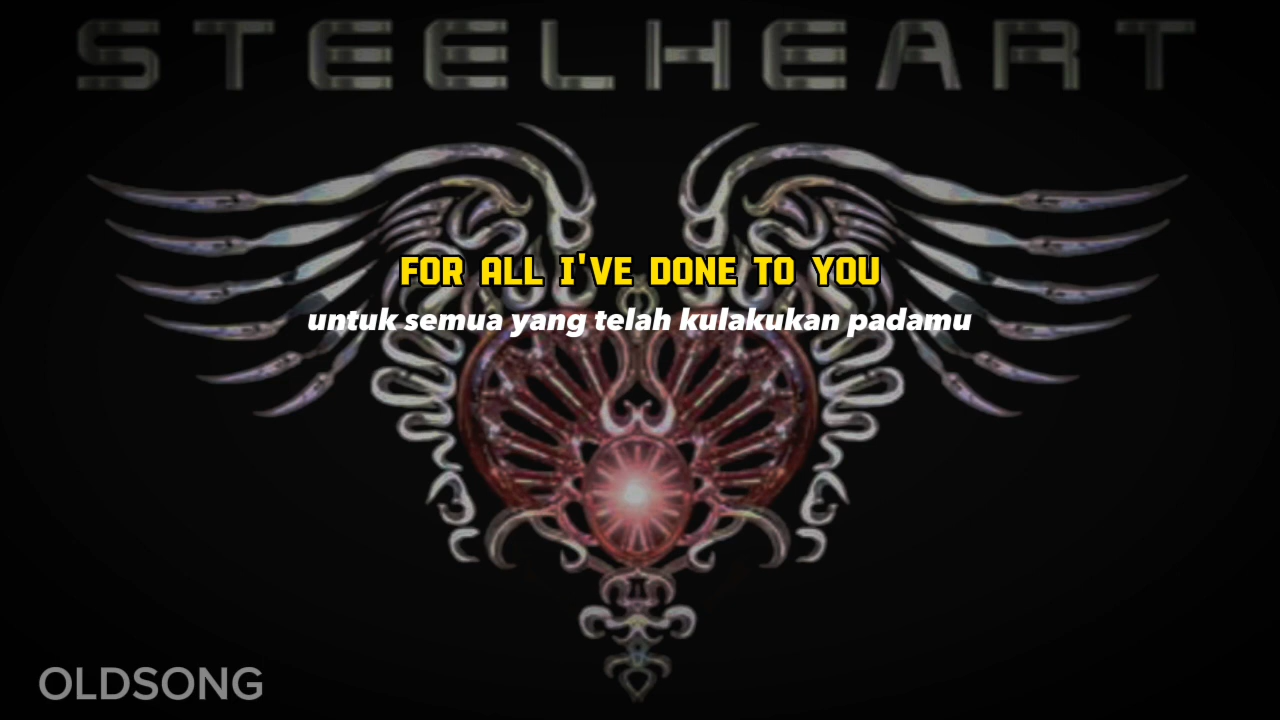 STEELHEART
FOR ALL I'VE DONE TO YOU
untuk semua yang telah kulakukan padamu
OLDSONG